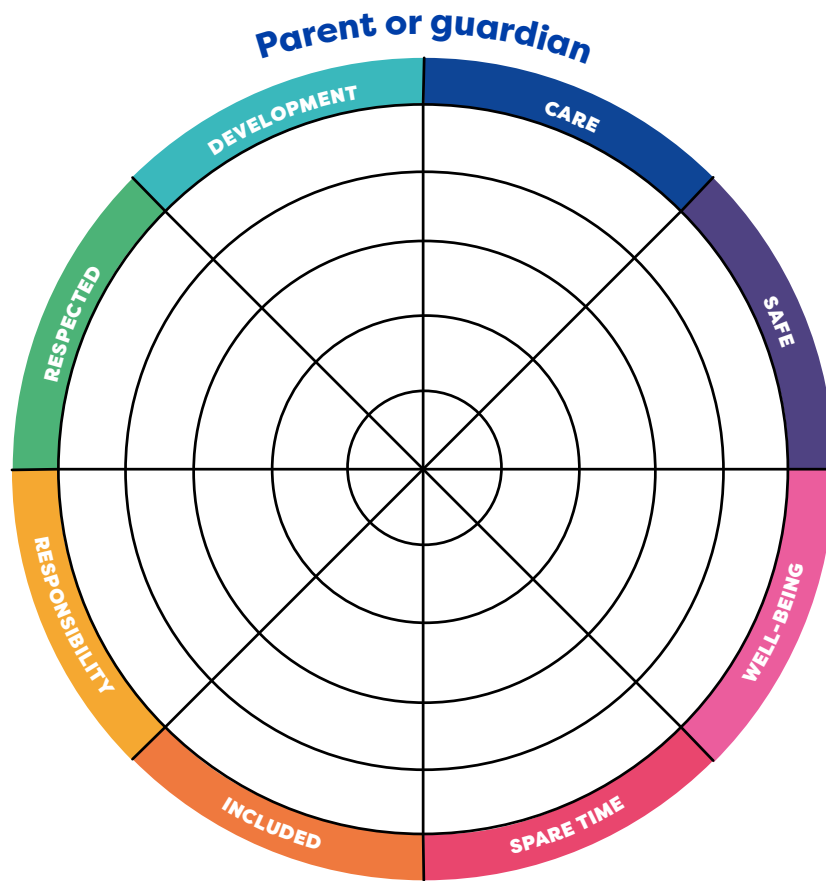 Parent or guardian
DEVELOPMENT
CARE
RESPECTED
SAFE
RESPONSIBILITY
WELL-BEING
INCLUDED
SPARE TIME